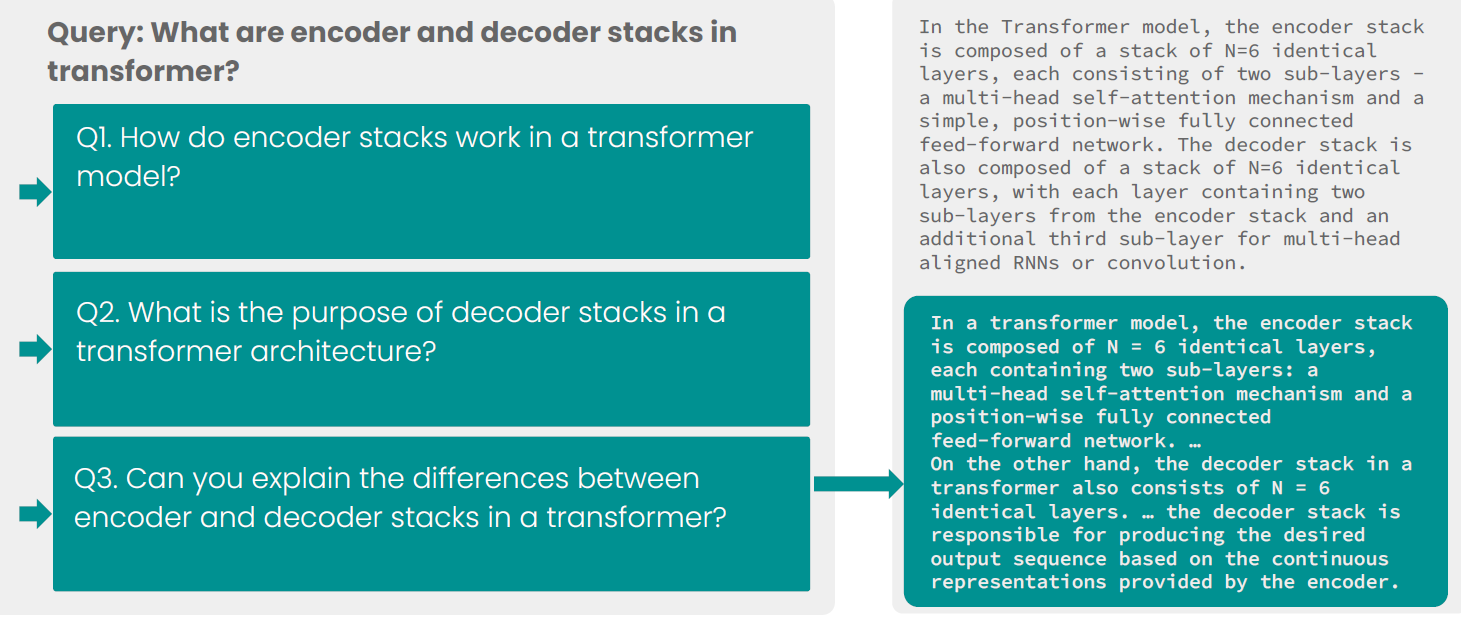 Query: What are encoder and decoder stacks in
transformer?
Q1. How do encoder stacks work in a transformer
model?
Q2. What is the purpose of decoder stacks in a
transformer architecture?
Q3. Can you explain the differences between
encoder and decoder stacks in a transformer?
In the Transformer model, the encoder stack
is composed of a stack of N=6 identical
layers, each consisting of two sub-layers –
a multi-head self-attention mechanism and a
simple, position-wise fully connected
feed-forward network. The decoder stack is
also composed of a stack of N=6 identical
layers, with each layer containing two
sub-layers from the encoder stack and an
additional third sub-layer for multi-head
aligned RNNs or convolution.
In a transformer model, the encoder stack
is composed of N = 6 identical layers,
each containing two sub-layers: a
multi-head self-attention mechanism and a
position-wise fully connected
feed-forward network. …
On the other hand, the decoder stack in a
transformer also consists of N = 6
identical layers. … the decoder stack is
responsible for producing the desired
output sequence based on the continuous
representations provided by the encoder.